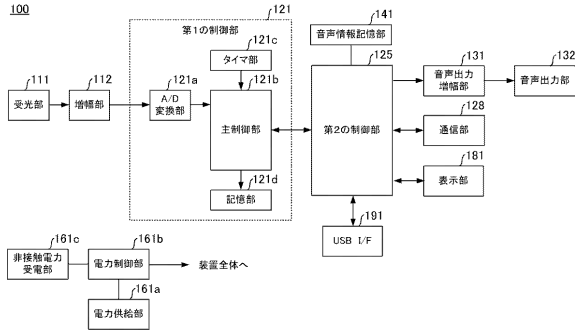 100
121
第1の制御部
121c
タイマ部
141
音声情報記憶部
125
131
132
111
受光部
112
増幅部
121a
A/D
変換部
121b
主制御部
第2の制御部
音声出力
増幅部
音声出力部
128
通信部
181
表示部
121d
記憶部
191
USB I/F
161c
非接触電力
受電部
161b
電力制御部
装置全体へ
161a
電力供給部